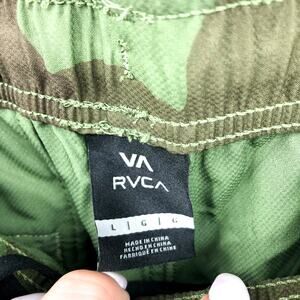 VA
RVCA
L | G | G
MADE IN CHINA
HECHO EN CHINA
FABRIQUÉ EN CHINE